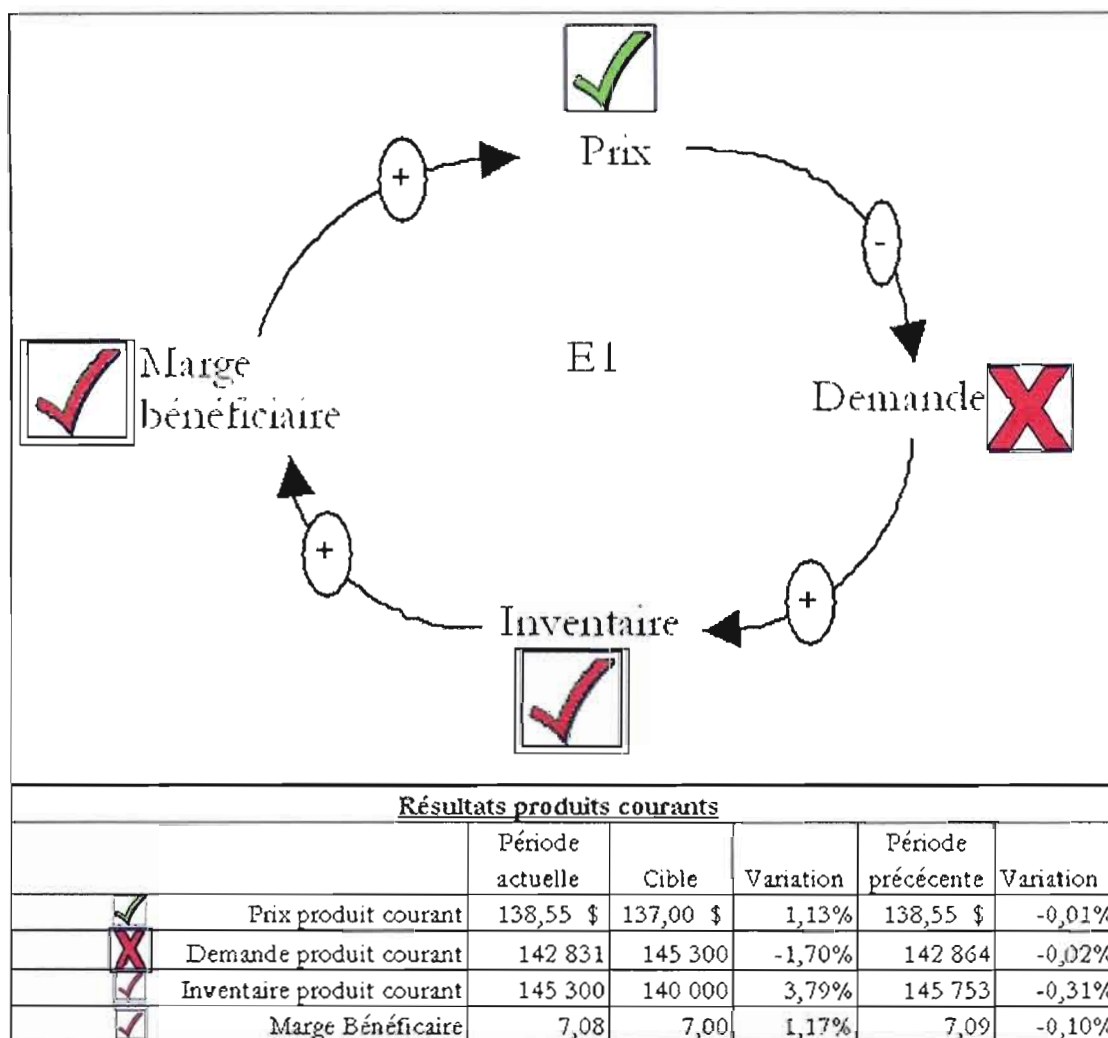 Prix
+
-
Marge
bénéficiaire
E1
Demande
+
+
Inventaire
Résultats produits courants
Période actuelle Cible Variation Période précécente Variation
Prix produit courant 138,55 $ 137,00 $ 1,13% 138,55 $ -0,01%
Demande produit courant 142 831 145 300 -1,70% 142 864 -0,02%
Inventaire produit courant 145 300 140 000 3,79% 145 753 -0,31%
Marge Bénéficaire 7,08 7,00 1,17% 7,09 -0,10%